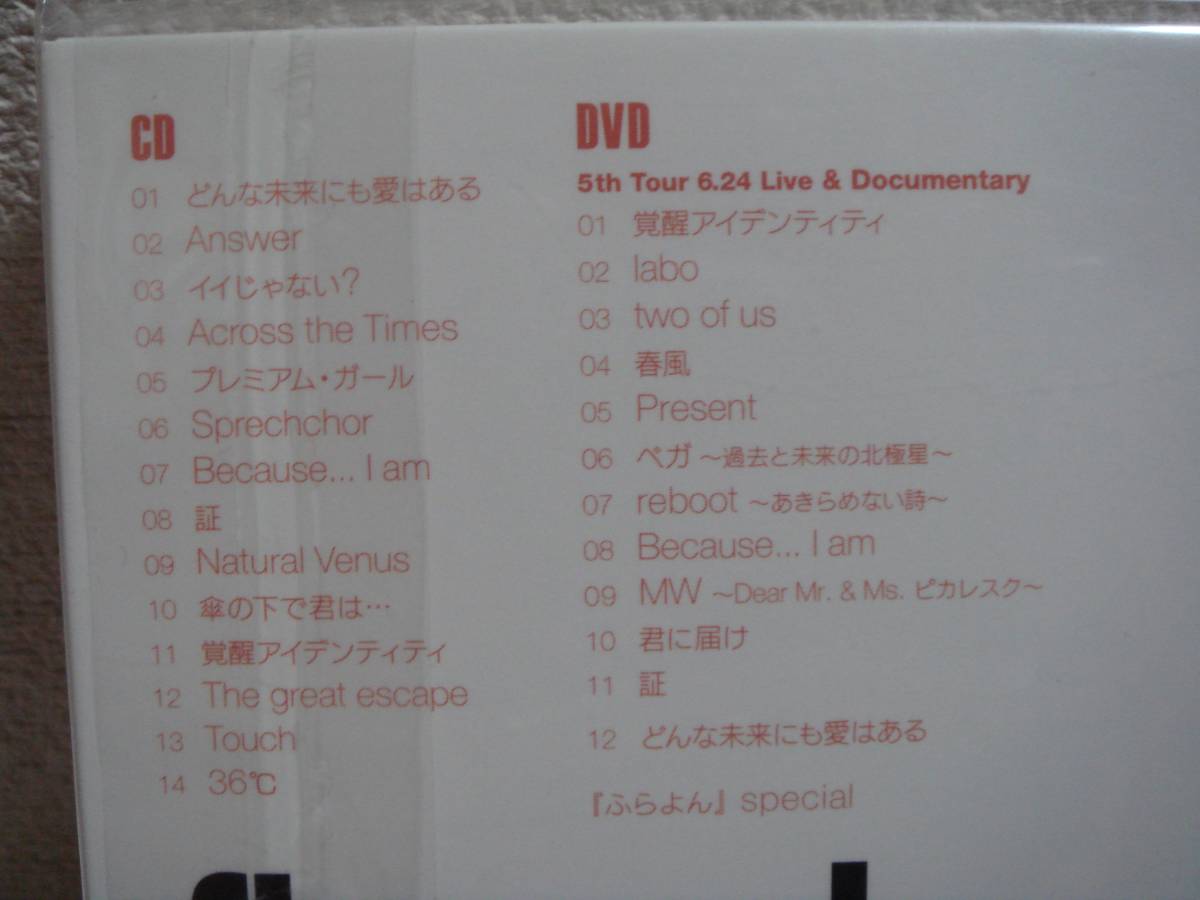 CD
01 どんな未来にも愛はある
02 Answer
03 イイじゃない?
04 Across the Times
05 プレミアム・ガール
06 Sprechchor
07 Because... I am
08 証
09 Natural Venus
10 傘の下で君は…
11 覚醒アイデンティティ
12 The great escape
13 Touch
14 36℃
DVD
5th Tour 6.24 Live & Documentary
01 覚醒アイデンティティ
02 labo
03 two of us
04 春風
05 Present
06 ベガ ～過去と未来の北極星～
07 reboot ～あきらめない詩～
08 Because... I am
09 MW ～Dear Mr. & Ms. ピカレスク～
10 君に届け
11 証
12 どんな未来にも愛はある
『ふらよん』 special